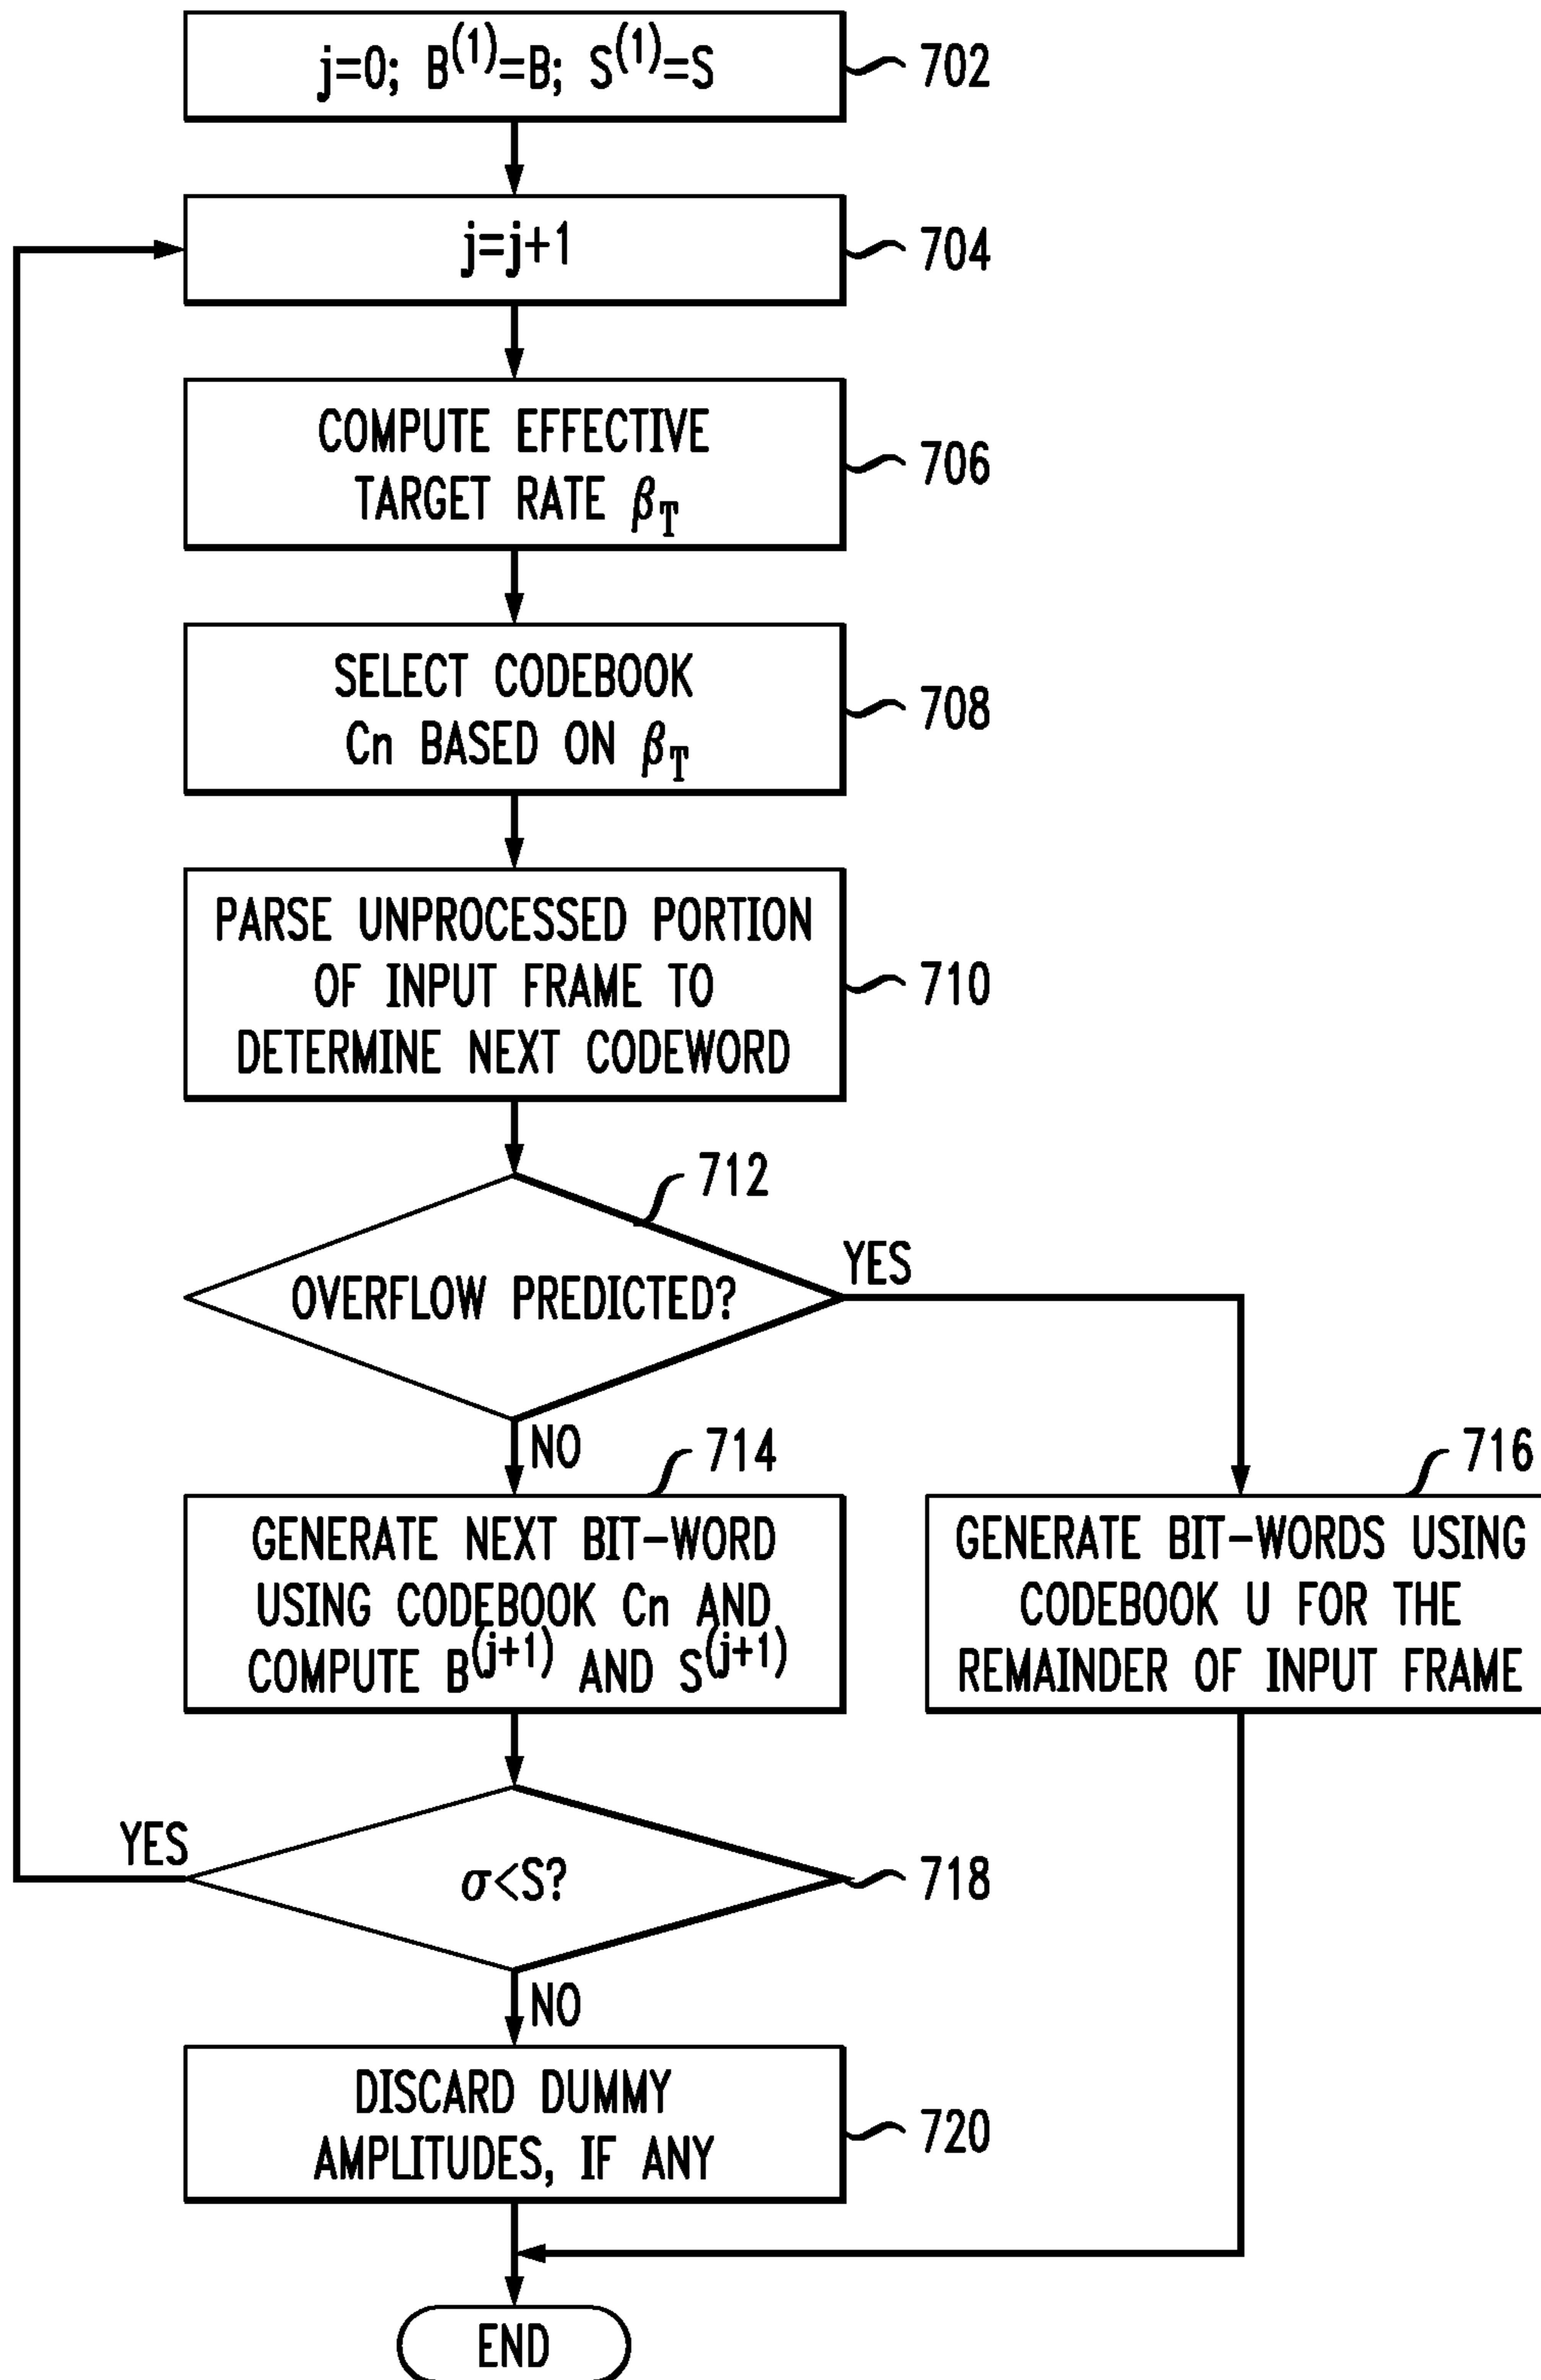 j=0; B^(1)=B; S^(1)=S
702
j=j+1
704
COMPUTE EFFECTIVE
TARGET RATE β_T
706
SELECT CODEBOOK
Cn BASED ON β_T
708
PARSE UNPROCESSED PORTION
OF INPUT FRAME TO
DETERMINE NEXT CODEWORD
710
712
OVERFLOW PREDICTED?
YES
NO
714
GENERATE NEXT BIT-WORD
USING CODEBOOK Cn AND
COMPUTE B^(j+1) AND S^(j+1)
716
GENERATE BIT-WORDS USING
CODEBOOK U FOR THE
REMAINDER OF INPUT FRAME
YES
σ<S?
718
NO
DISCARD DUMMY
AMPLITUDES, IF ANY
720
END